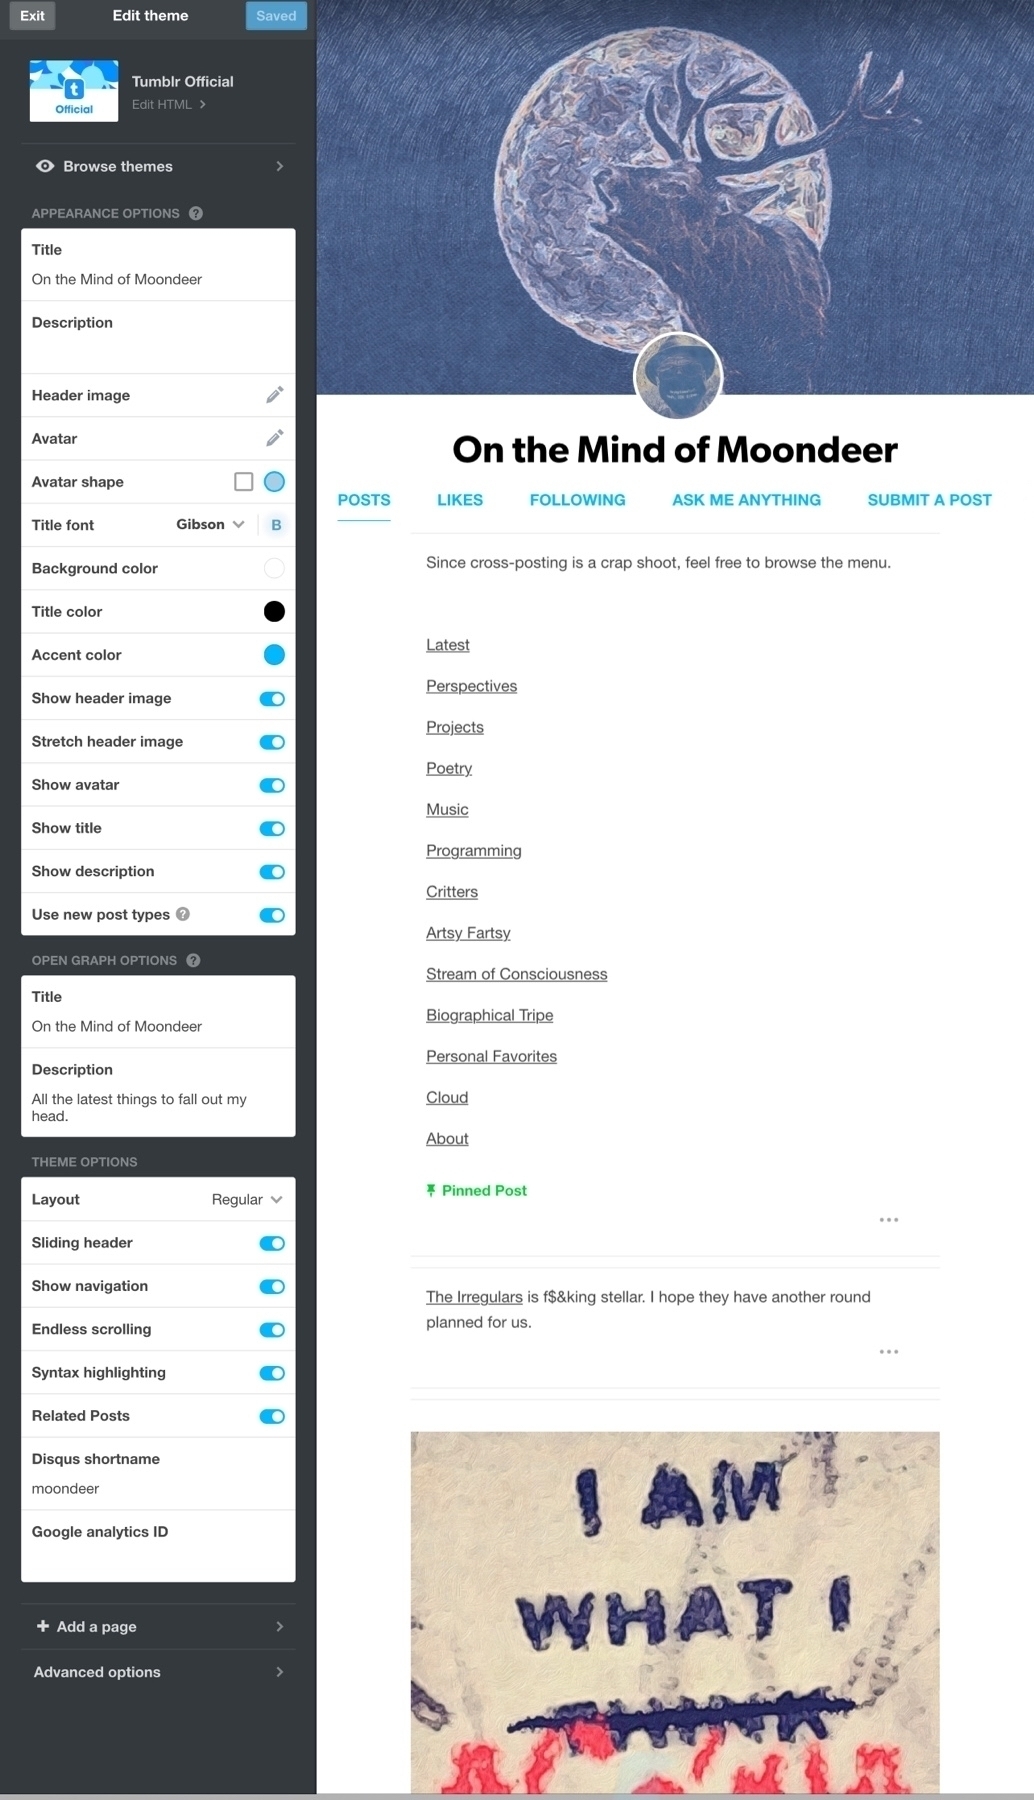 Exit
Edit theme
Saved
Tumblr Official
Edit HTML
Official
Browse themes
APPEARANCE OPTIONS
Title
On the Mind of Moondeer
Description
Header image
Avatar
Avatar shape
Title font Gibson B
Background color
Title color
Accent color
Show header image
Stretch header image
Show avatar
Show title
Show description
Use new post types
OPEN GRAPH OPTIONS
Title
On the Mind of Moondeer
Description
All the latest things to fall out my
head.
THEME OPTIONS
Layout Regular
Sliding header
Show navigation
Endless scrolling
Syntax highlighting
Related Posts
Disqus shortname
moondeer
Google analytics ID
+ Add a page
Advanced options
On the Mind of Moondeer
POSTS LIKES FOLLOWING ASK ME ANYTHING SUBMIT A POST
Since cross-posting is a crap shoot, feel free to browse the menu.
Latest
Perspectives
Projects
Poetry
Music
Programming
Critters
Artsy Fartsy
Stream of Consciousness
Biographical Tripe
Personal Favorites
Cloud
About
Pinned Post
The Irregulars is f$&king stellar. I hope they have another round
planned for us.
I AM
WHAT I